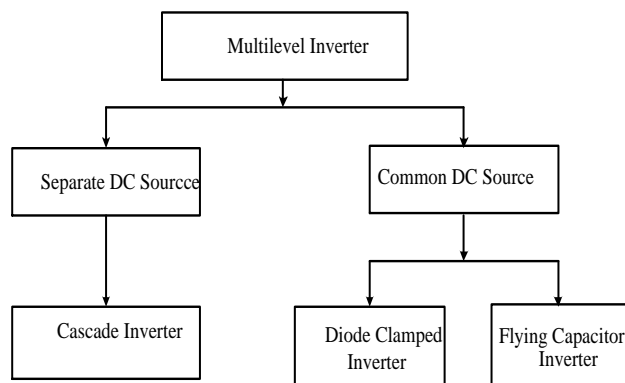 Multilevel Inverter
Separate DC Sourcce
Common DC Source
Cascade Inverter
Diode Clamped
Inverter
Flying Capacitor
Inverter